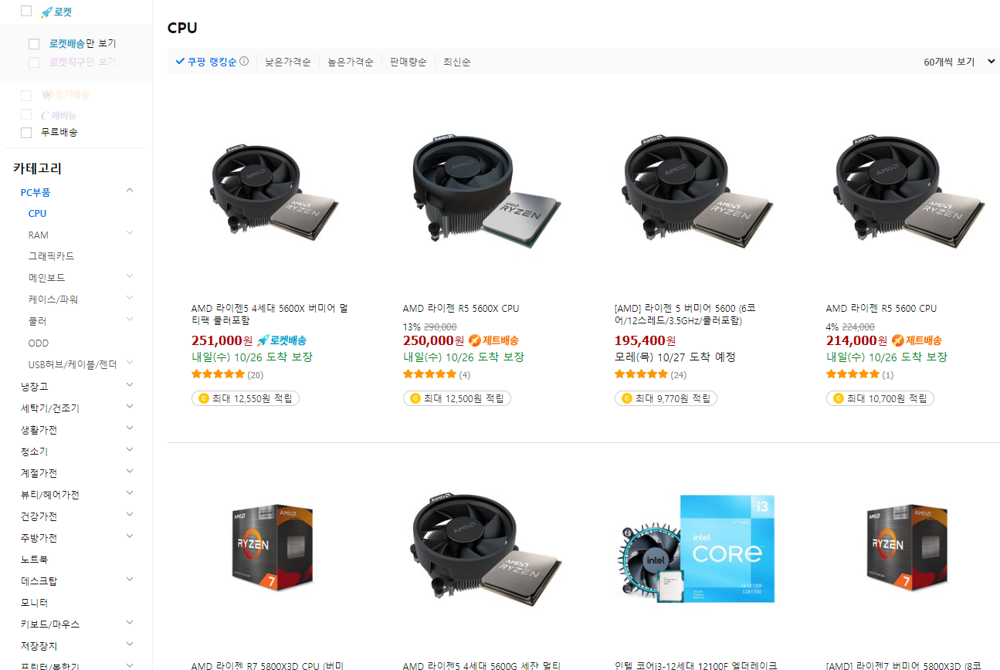 로켓
로켓배송만 보기
로켓직구만 보기
정기배송
C.에비뉴
무료배송
카테고리
PC부품
CPU
RAM
그래픽카드
메인보드
케이스/파워
쿨러
ODD
USB허브/케이블/젠더
냉장고
세탁기/건조기
생활가전
청소기
계절가전
뷰티/헤어가전
건강가전
주방가전
노트북
데스크탑
모니터
키보드/마우스
저장장치
프린터/복합기
CPU
쿠팡 랭킹순 낮은가격순 높은가격순 판매량순 최신순 60개씩 보기
AMD
AMD
RYZEN
AMD 라이젠5 4세대 5600X 버미어 멀
티팩 쿨러포함
251,000원 로켓배송
내일(수) 10/26 도착 보장
(20)
최대 12,550원 적립
AMD
AMD
RYZEN
AMD 라이젠 R5 5600X CPU
13% 290,000
250,000원 제트배송
내일(수) 10/26 도착 보장
(4)
최대 12,500원 적립
AMD
AMD
RYZEN
[AMD] 라이젠 5 버미어 5600 (6코
어/12스레드/3.5GHz/쿨러포함)
195,400원
모레(목) 10/27 도착 예정
(24)
최대 9,770원 적립
AMD
AMD
RYZEN
AMD 라이젠 R5 5600 CPU
4% 224,000
214,000원 제트배송
내일(수) 10/26 도착 보장
(1)
최대 10,700원 적립
AMD
AMD
RYZEN
7
AMD 라이젠 R7 5800X3D CPU (버미
AMD
AMD
RYZEN
AMD 라이젠5 4세대 5600G 세잔 멀티
i3
intel
CORE
intel
i3-12100F
LGA1700
인텔 코어i3-12세대 12100F 엘더레이크
AMD
AMD
RYZEN
7
[AMD] 라이젠7 버미어 5800X3D (8코